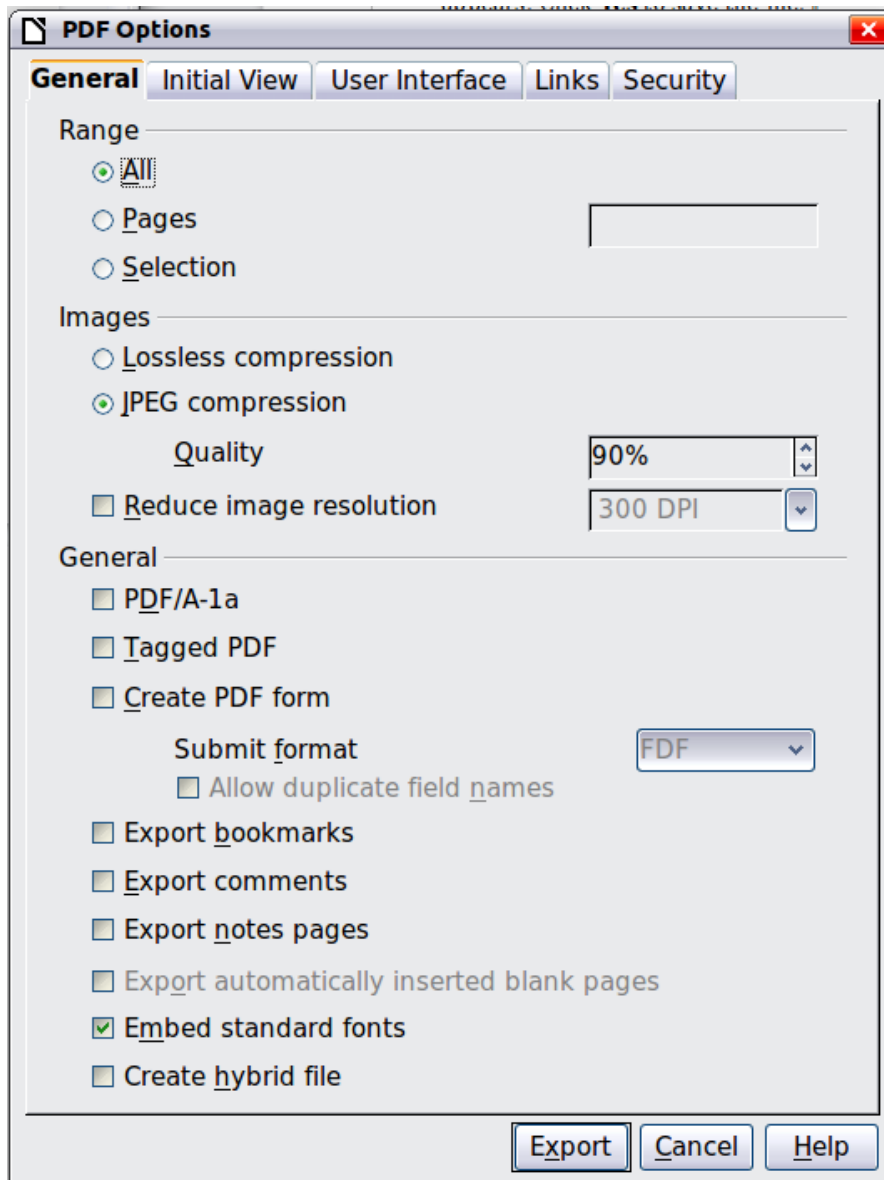 PDF Options
General Initial View User Interface Links Security
Range
All
Pages
Selection
Images
Lossless compression
JPEG compression
Quality 90%
Reduce image resolution 300 DPI
General
PDF/A-1a
Tagged PDF
Create PDF form
Submit format FDF
Allow duplicate field names
Export bookmarks
Export comments
Export notes pages
Export automatically inserted blank pages
Embed standard fonts
Create hybrid file
Export Cancel Help